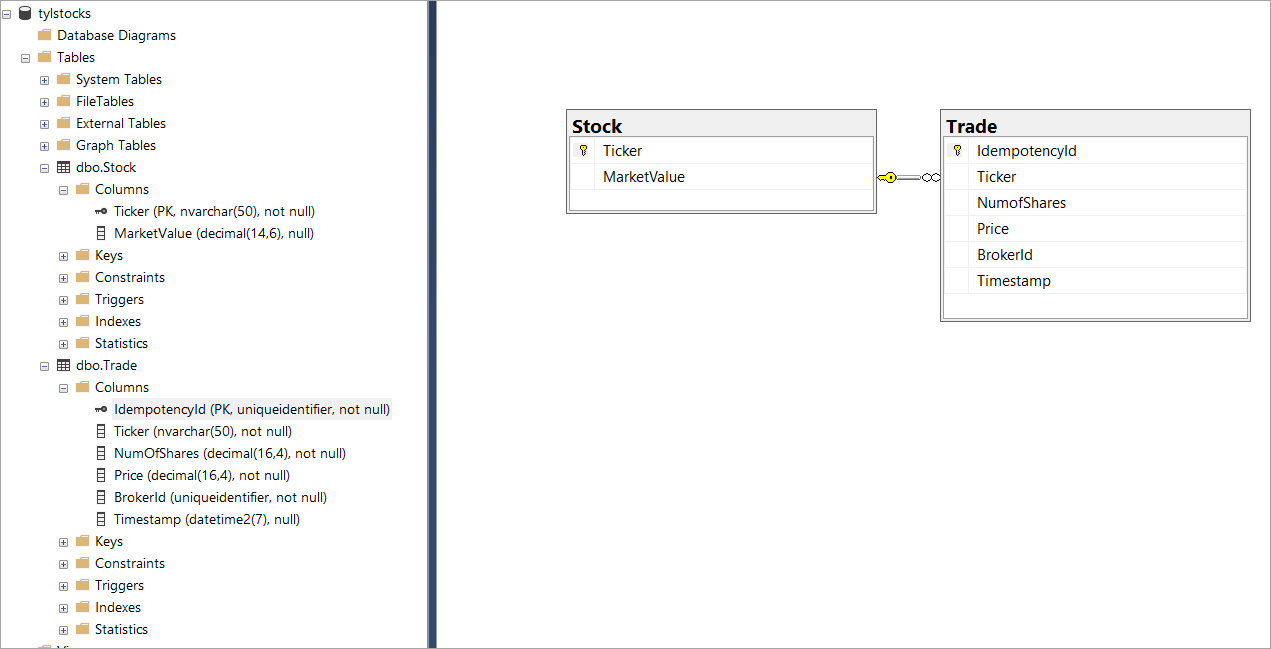 tylstocks
Database Diagrams
Tables
System Tables
FileTables
External Tables
Graph Tables
dbo.Stock
Columns
Ticker (PK, nvarchar(50), not null)
MarketValue (decimal(14,6), null)
Keys
Constraints
Triggers
Indexes
Statistics
dbo.Trade
Columns
IdempotencyId (PK, uniqueidentifier, not null)
Ticker (nvarchar(50), not null)
NumOfShares (decimal(16,4), not null)
Price (decimal(16,4), not null)
BrokerId (uniqueidentifier, not null)
Timestamp (datetime2(7), null)
Keys
Constraints
Triggers
Indexes
Statistics
Stock
Ticker
MarketValue
Trade
IdempotencyId
Ticker
NumofShares
Price
BrokerId
Timestamp